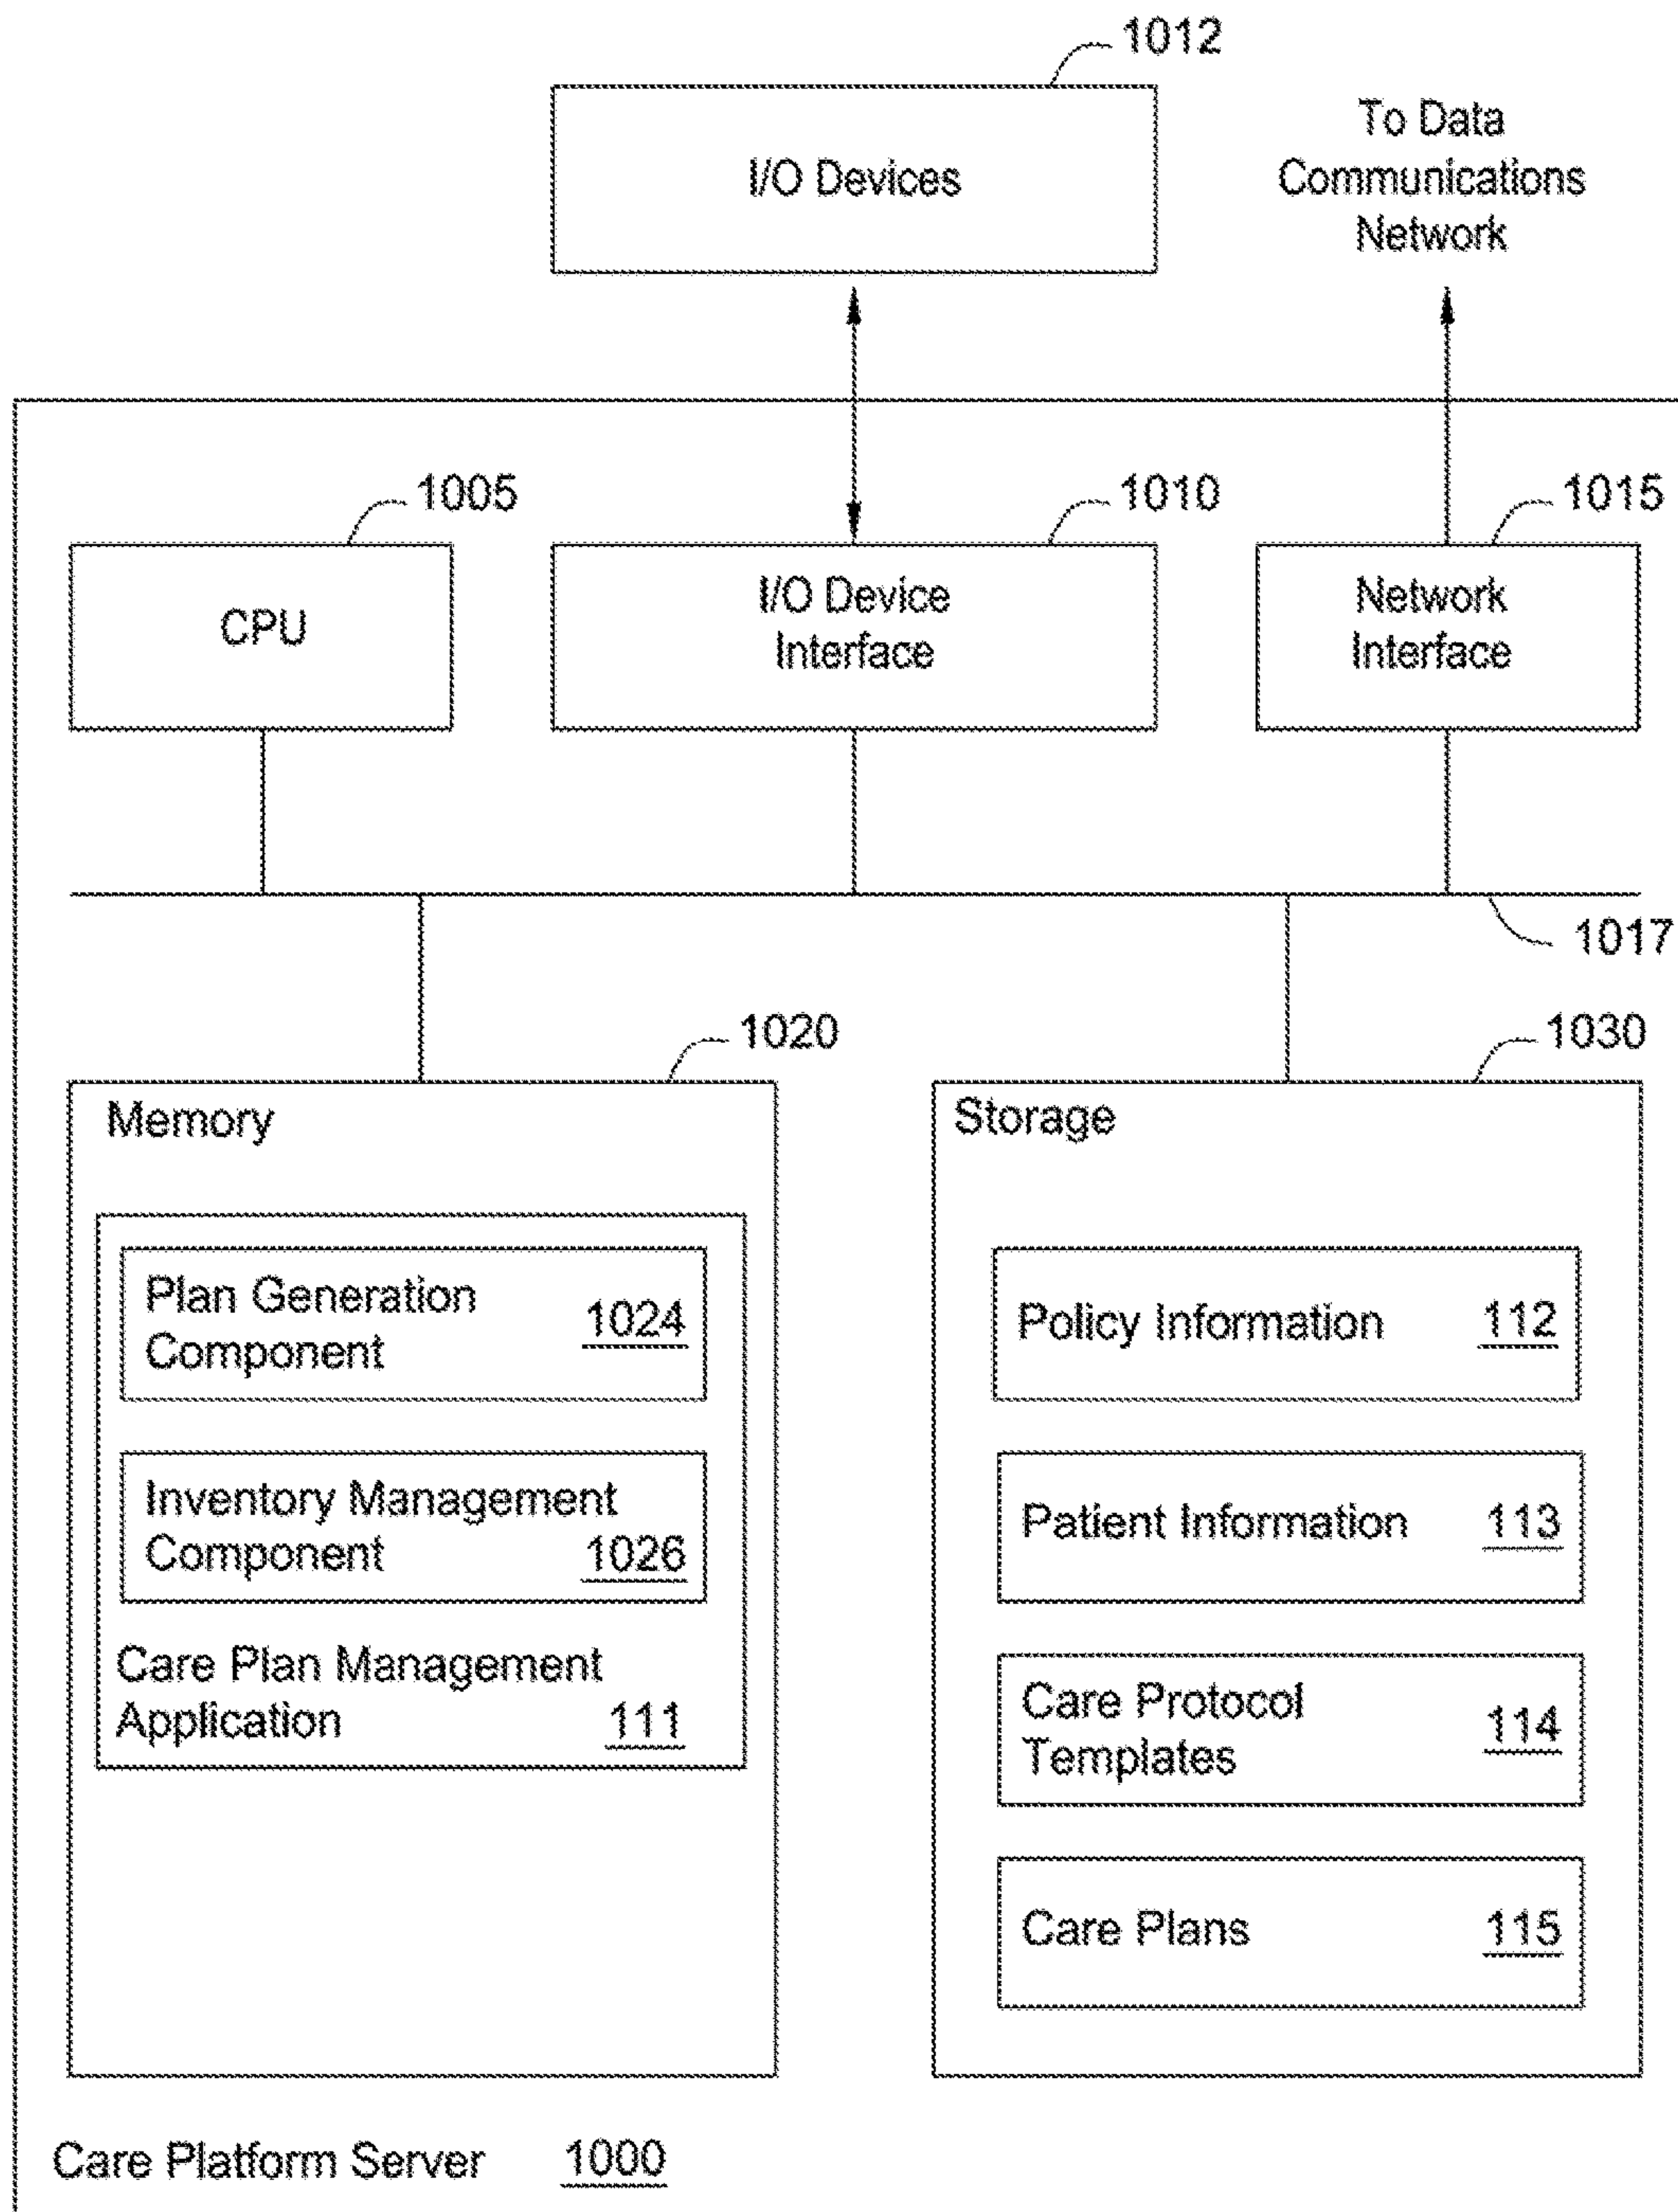 1012
I/O Devices
To Data
Communications
Network
1005
1010
1015
CPU
I/O Device
Interface
Network
Interface
1017
1020
1030
Memory
Storage
Plan Generation
Component 1024
Inventory Management
Component 1026
Care Plan Management
Application 111
Policy Information 112
Patient Information 113
Care Protocol
Templates 114
Care Plans 115
Care Platform Server 1000